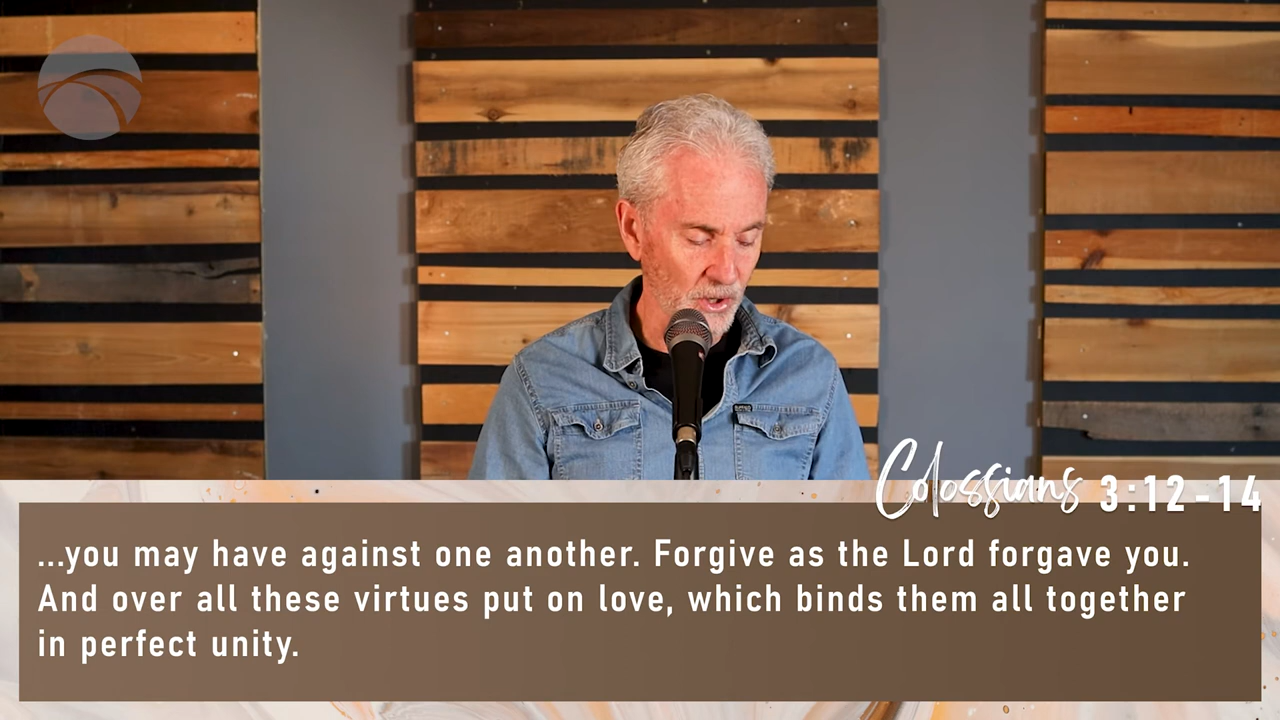 Colossians 3:12-14
...you may have against one another. Forgive as the Lord forgave you.
And over all these virtues put on love, which binds them all together
in perfect unity.